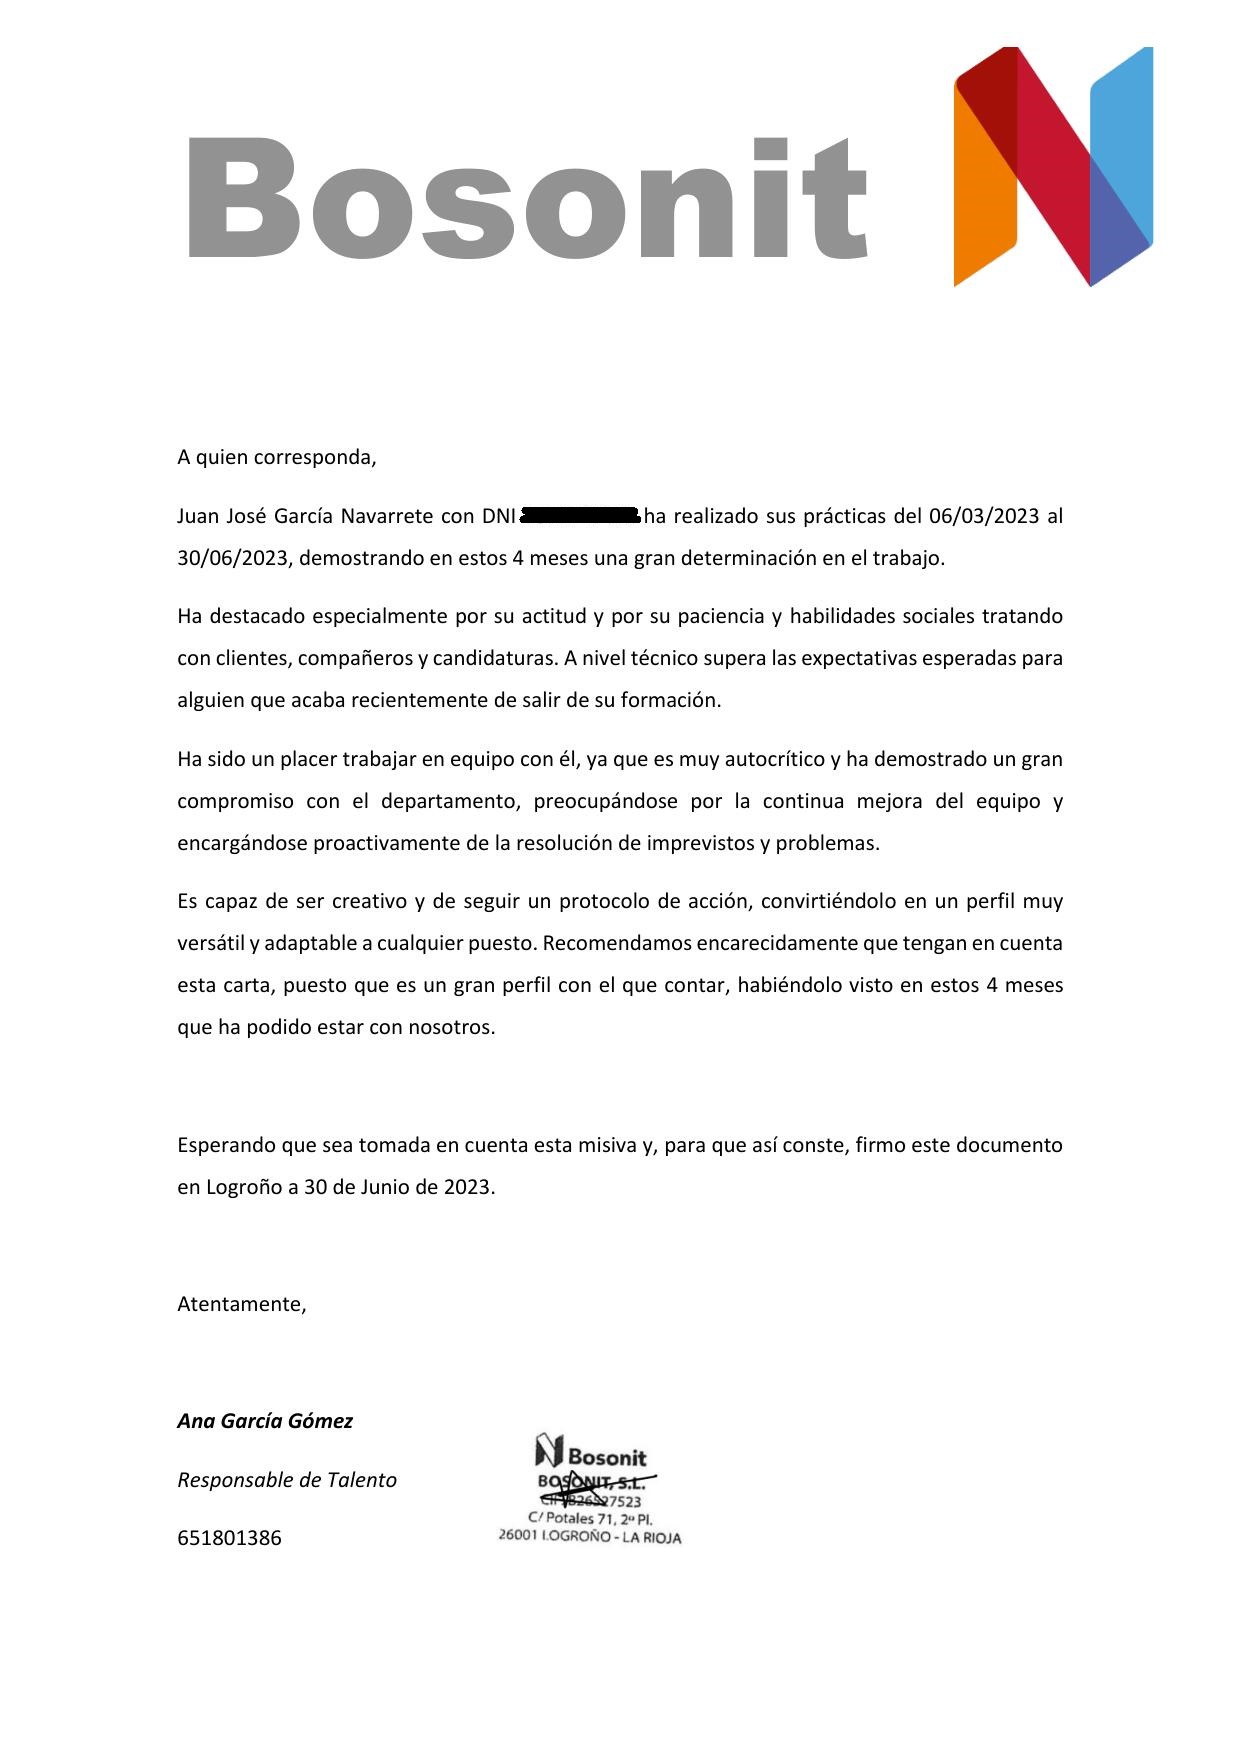 Bosonit
A quien corresponda,
Juan José García Navarrete con DNI ha realizado sus prácticas del 06/03/2023 al
30/06/2023, demostrando en estos 4 meses una gran determinación en el trabajo.
Ha destacado especialmente por su actitud y por su paciencia y habilidades sociales tratando
con clientes, compañeros y candidaturas. A nivel técnico supera las expectativas esperadas para
alguien que acaba recientemente de salir de su formación.
Ha sido un placer trabajar en equipo con él, ya que es muy autocrítico y ha demostrado un gran
compromiso con el departamento, preocupándose por la continua mejora del equipo y
encargándose proactivamente de la resolución de imprevistos y problemas.
Es capaz de ser creativo y de seguir un protocolo de acción, convirtiéndolo en un perfil muy
versátil y adaptable a cualquier puesto. Recomendamos encarecidamente que tengan en cuenta
esta carta, puesto que es un gran perfil con el que contar, habiéndolo visto en estos 4 meses
que ha podido estar con nosotros.
Esperando que sea tomada en cuenta esta misiva y, para que así conste, firmo este documento
en Logroño a 30 de Junio de 2023.
Atentamente,
Ana García Gómez
Responsable de Talento
651801386
Bosonit
BOSONIT, S.L.
C/ Potales 71, 2º Pl.
26001 LOGROÑO - LA RIOJA